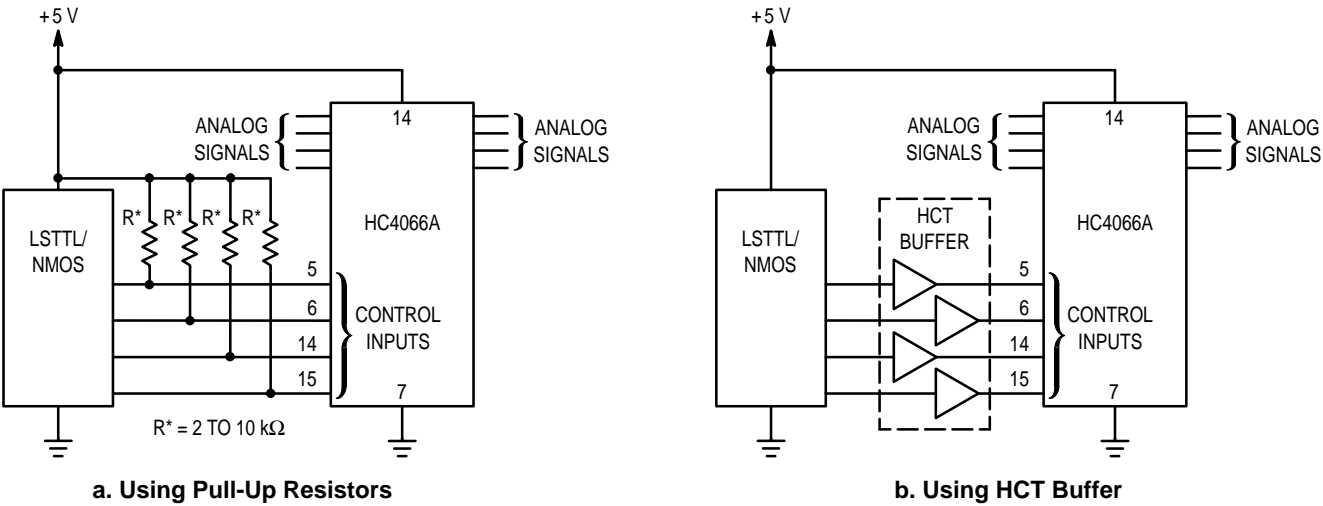 +5 V
14
ANALOG
SIGNALS
ANALOG
SIGNALS
R* R* R* R*
HC4066A
LSTTL/
NMOS
5
6
14
15
CONTROL
INPUTS
7
R* = 2 TO 10 kΩ
a. Using Pull-Up Resistors
+5 V
14
ANALOG
SIGNALS
ANALOG
SIGNALS
HCT
BUFFER
HC4066A
LSTTL/
NMOS
5
6
14
15
CONTROL
INPUTS
7
b. Using HCT Buffer